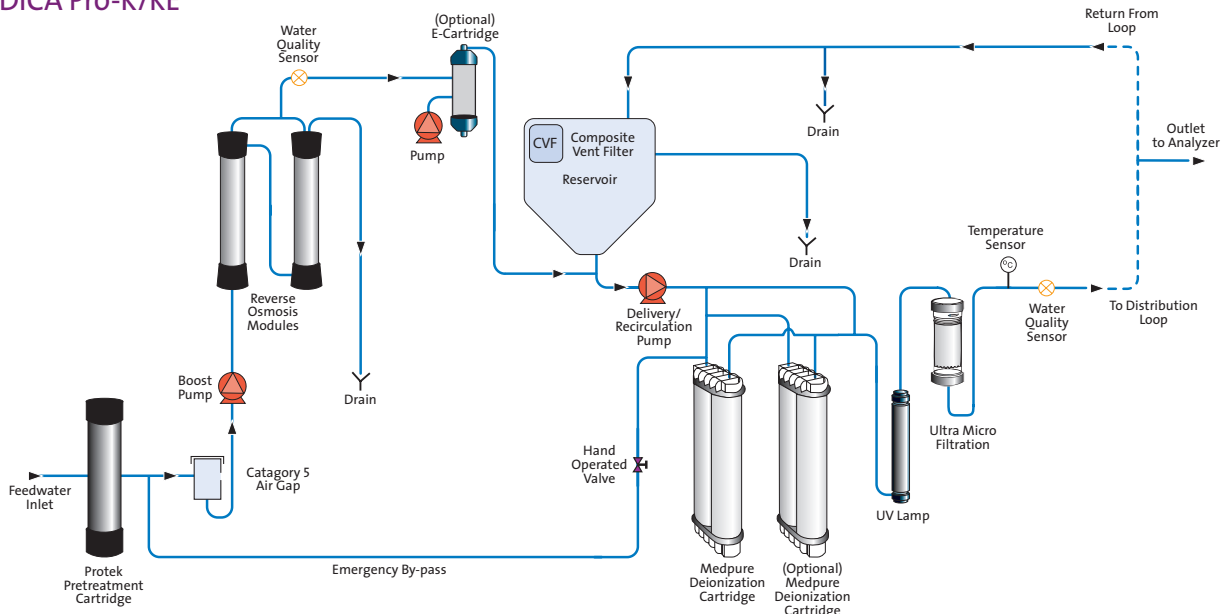 DICA Pro-R/RE
(Optional)
E-Cartridge
Water
Quality
Sensor
Return From
Loop
Pump
CVF
Composite
Vent Filter
Reservoir
Drain
Outlet
to Analyzer
Drain
Temperature
Sensor
°C
Reverse
Osmosis
Modules
Delivery/
Recirculation
Pump
Water
Quality
Sensor
To Distribution
Loop
Boost
Pump
Drain
Ultra Micro
Filtration
Hand
Operated
Valve
Catagory 5
Air Gap
Feedwater
Inlet
UV Lamp
Protek
Pretreatment
Cartridge
Emergency By-pass
Medpure
Deionization
Cartridge
(Optional)
Medpure
Deionization
Cartridge